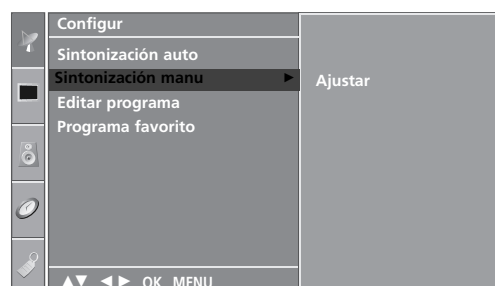 Configur
Sintonización auto
Sintonización manu ►
Ajustar
Editar programa
Programa favorito
▲▼ ◄► OK MENU